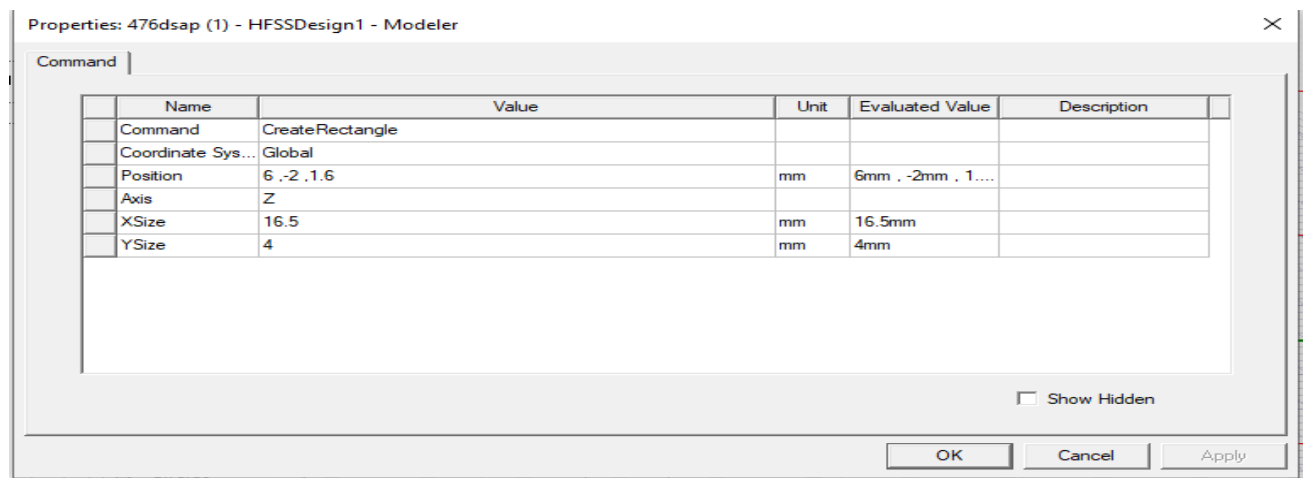 Properties: 476dsap (1) - HFSSDesign1 - Modeler
Command
Name Value Unit Evaluated Value Description
Command CreateRectangle
Coordinate Sys... Global
Position 6 ,-2 ,1.6 mm 6mm , -2mm , 1....
Axis Z
XSize 16.5 mm 16.5mm
YSize 4 mm 4mm
Show Hidden
OK Cancel Apply